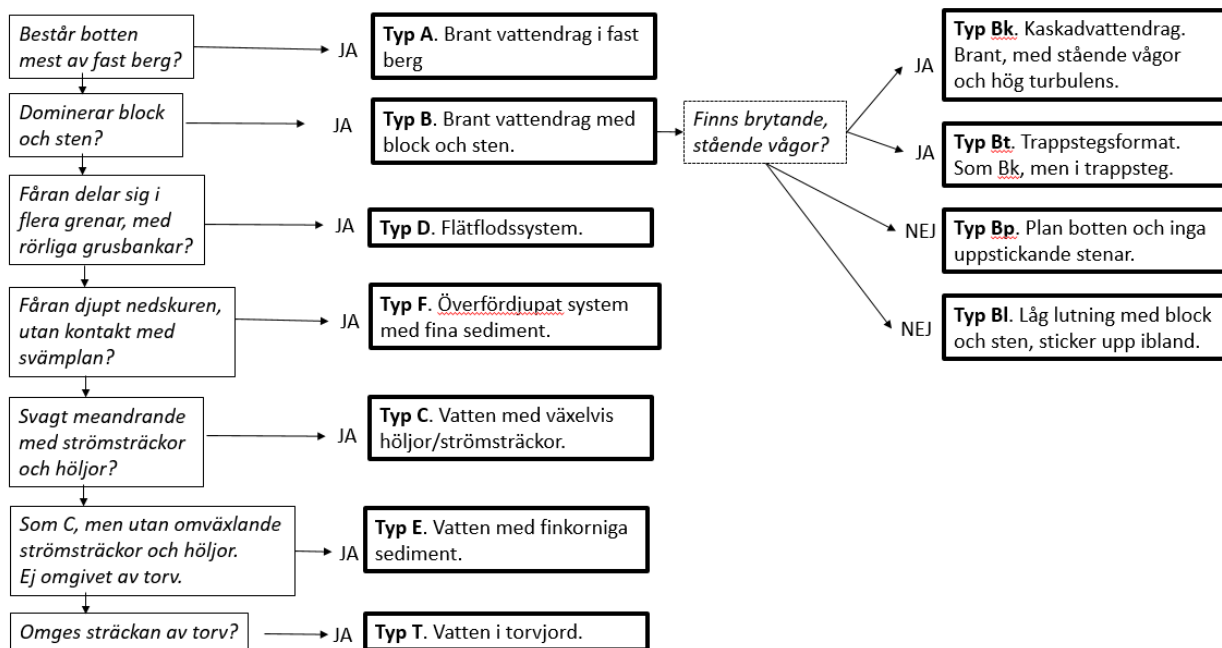 Består botten
mest av fast berg?
JA
Typ A. Brant vattendrag i fast
berg
Dominerar block
och sten?
JA
Typ B. Brant vattendrag med
block och sten.
Finns brytande,
stående vågor?
JA
Typ Bk. Kaskadvattendrag.
Brant, med stående vågor
och hög turbulens.
JA
Typ Bt. Trappstegsformat.
Som Bk, men i trappsteg.
NEJ
Typ Bp. Plan botten och inga
uppstickande stenar.
NEJ
Typ Bl. Låg lutning med block
och sten, sticker upp ibland.
Fåran delar sig i
flera grenar, med
rörliga grusbankar?
JA
Typ D. Flätflodssystem.
Fåran djupt nedskuren,
utan kontakt med
svämplan?
JA
Typ F. Överfördjupat system
med fina sediment.
Svagt meandrande
med strömsträckor
och höljor?
JA
Typ C. Vatten med växelvis
höljor/strömsträckor.
Som C, men utan omväxlande
strömsträckor och höljor.
Ej omgivet av torv.
JA
Typ E. Vatten med finkorniga
sediment.
Omges sträckan av torv?
JA
Typ T. Vatten i torvjord.